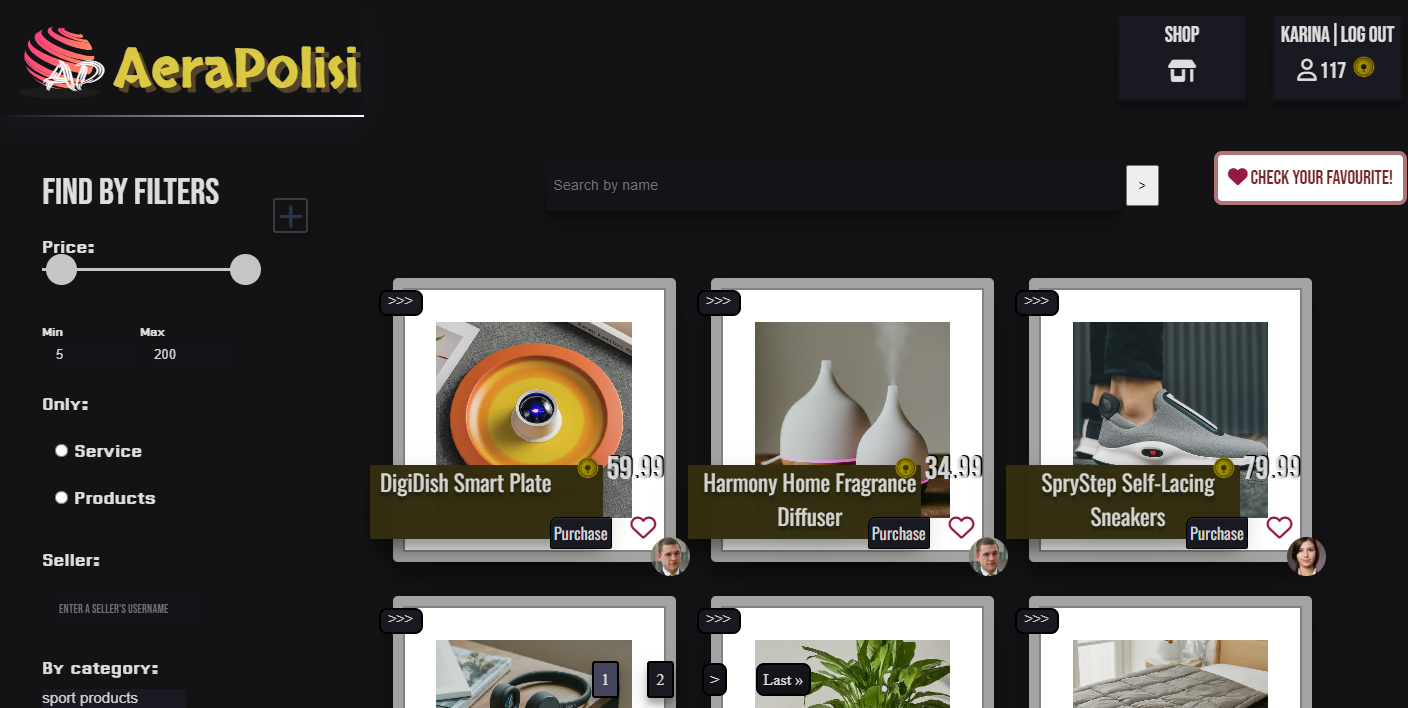 AP AeraPolisi
SHOP
KARINA | LOG OUT
117
FIND BY FILTERS
Search by name
>
CHECK YOUR FAVOURITE!
Price:
Min
Max
5
200
Only:
Service
Products
Seller:
ENTER A SELLER'S USERNAME
By category:
sport products
>>>
59.99
DigiDish Smart Plate
Purchase
>>>
34.99
Harmony Home Fragrance
Diffuser
Purchase
>>>
79.99
SpryStep Self-Lacing
Sneakers
Purchase
>>>
>>>
>>>
1
2
>
Last »